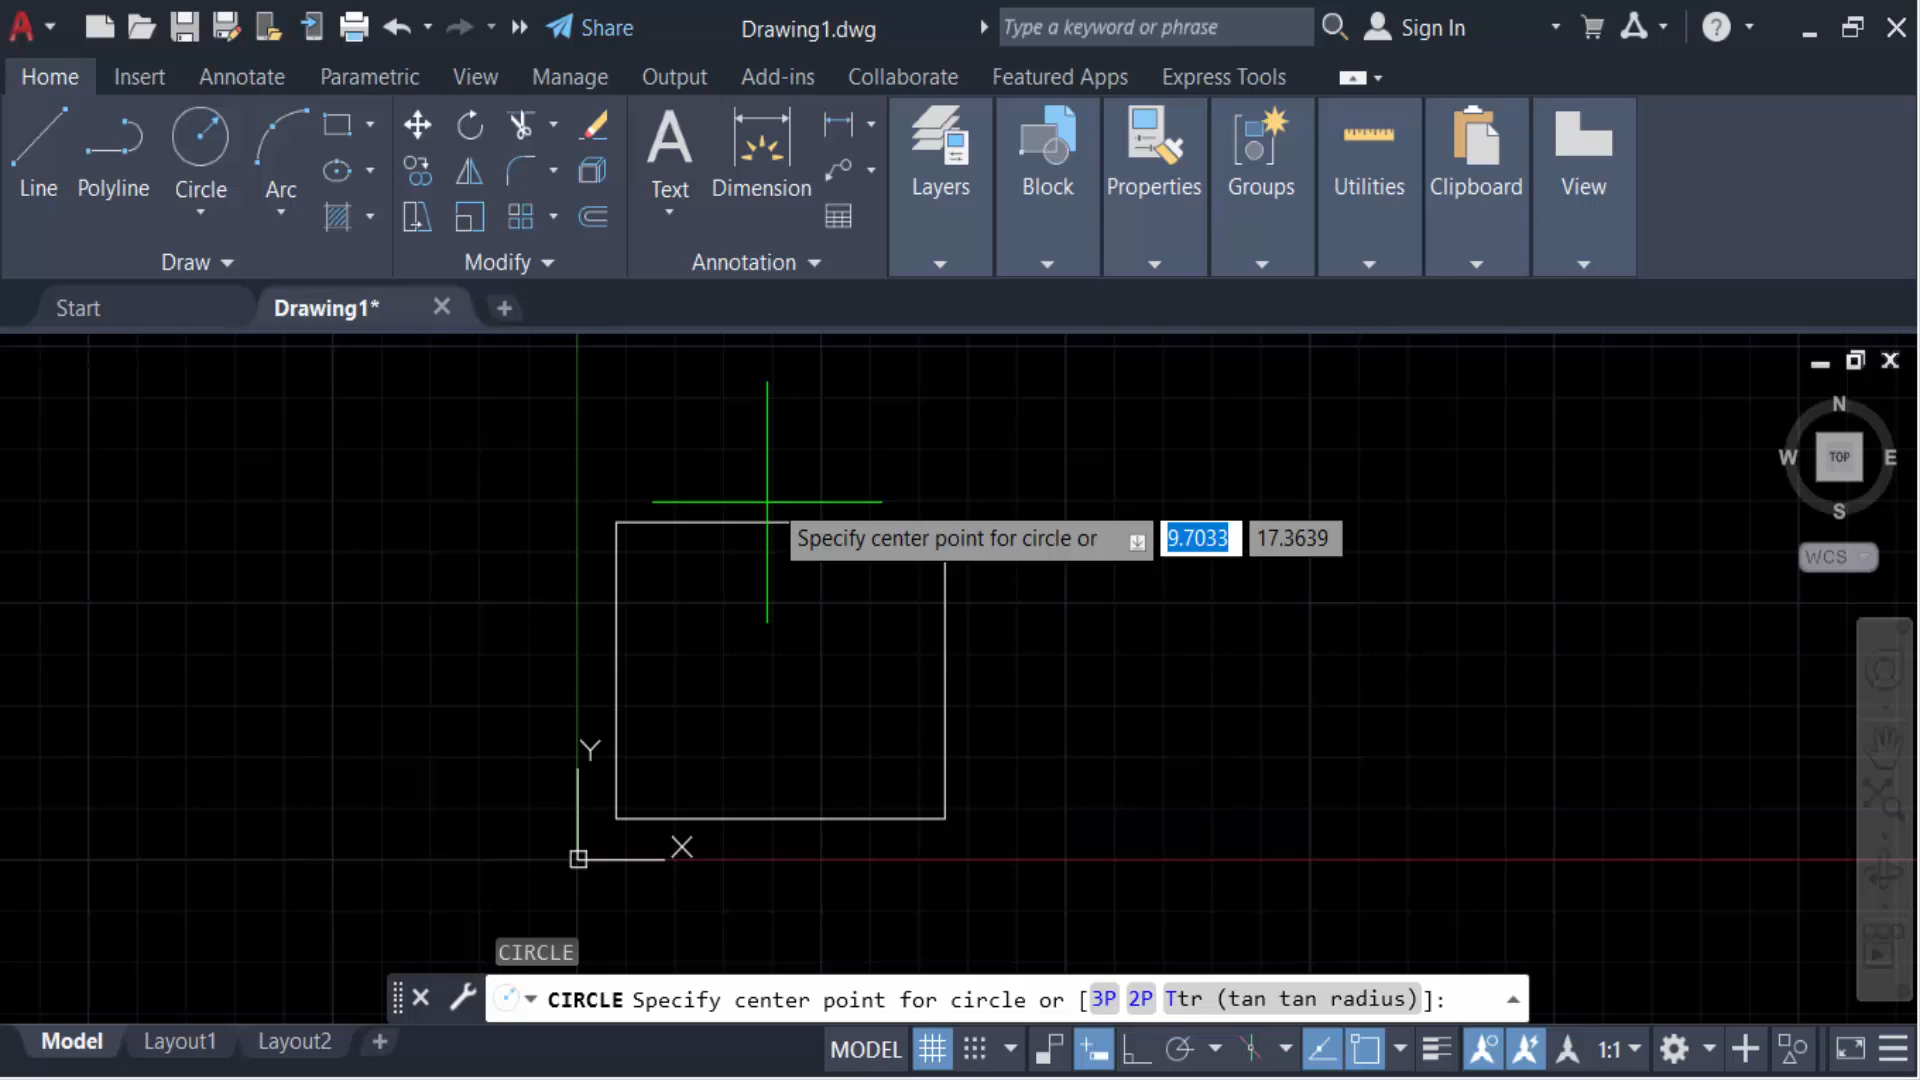 Share
Drawing1.dwg
Type a keyword or phrase
Sign In
Home Insert Annotate Parametric View Manage Output Add-ins Collaborate Featured Apps Express Tools
Line Polyline Circle Arc
Text Dimension
Layers Block Properties Groups Utilities Clipboard View
Draw Modify Annotation
Start Drawing1*
N
W TOP E
S
WCS
Specify center point for circle or 9.7033 17.3639
Y
X
CIRCLE
CIRCLE Specify center point for circle or [3P 2P Ttr (tan tan radius)]:
Model Layout1 Layout2
MODEL 1:1